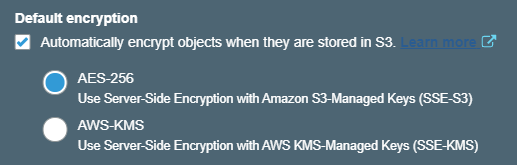 Default encryption
Automatically encrypt objects when they are stored in S3. Learn more
AES-256
Use Server-Side Encryption with Amazon S3-Managed Keys (SSE-S3)
AWS-KMS
Use Server-Side Encryption with AWS KMS-Managed Keys (SSE-KMS)